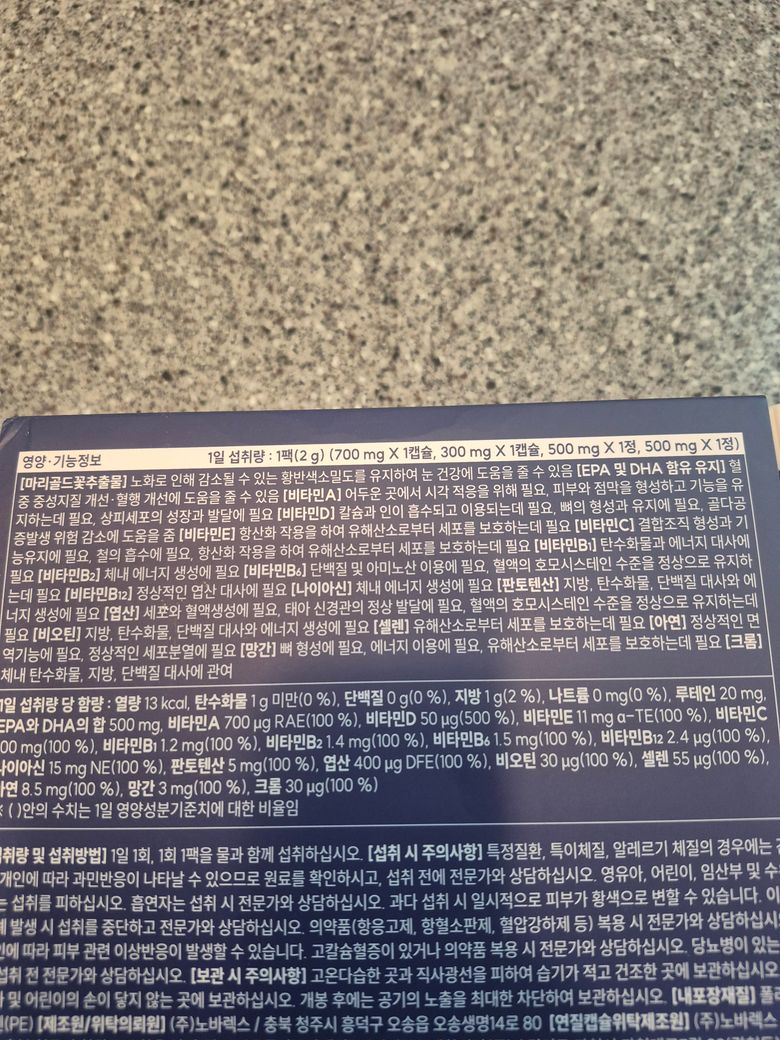 영양·기능정보 1일 섭취량 : 1팩(2 g) (700 mg X 1캡슐, 300 mg X 1캡슐, 500 mg X 1정, 500 mg X 1정)
[마리골드꽃추출물] 노화로 인해 감소될 수 있는 황반색소밀도를 유지하여 눈 건강에 도움을 줄 수 있음 [EPA 및 DHA 함유 유지] 혈
중 중성지질 개선·혈행 개선에 도움을 줄 수 있음 [비타민A] 어두운 곳에서 시각 적응을 위해 필요, 피부와 점막을 형성하고 기능을 유
지하는데 필요, 상피세포의 성장과 발달에 필요 [비타민D] 칼슘과 인이 흡수되고 이용되는데 필요, 뼈의 형성과 유지에 필요, 골다공
증발생 위험 감소에 도움을 줌 [비타민E] 항산화 작용을 하여 유해산소로부터 세포를 보호하는데 필요 [비타민C] 결합조직 형성과 기
능유지에 필요, 철의 흡수에 필요, 항산화 작용을 하여 유해산소로부터 세포를 보호하는데 필요 [비타민B₁] 탄수화물과 에너지 대사에
필요 [비타민B₂] 체내 에너지 생성에 필요 [비타민B₆] 단백질 및 아미노산 이용에 필요, 혈액의 호모시스테인 수준을 정상으로 유지하
는데 필요 [비타민B₁₂] 정상적인 엽산 대사에 필요 [나이아신] 체내 에너지 생성에 필요 [판토텐산] 지방, 탄수화물, 단백질 대사와 에
너지 생성에 필요 [엽산] 세포와 혈액생성에 필요, 태아 신경관의 정상 발달에 필요, 혈액의 호모시스테인 수준을 정상으로 유지하는데
필요 [비오틴] 지방, 탄수화물, 단백질 대사와 에너지 생성에 필요 [셀렌] 유해산소로부터 세포를 보호하는데 필요 [아연] 정상적인 면
역기능에 필요, 정상적인 세포분열에 필요 [망간] 뼈 형성에 필요, 에너지 이용에 필요, 유해산소로부터 세포를 보호하는데 필요 [크롬]
체내 탄수화물, 지방, 단백질 대사에 관여
1일 섭취량 당 함량 : 열량 13 kcal, 탄수화물 1 g 미만(0 %), 단백질 0 g(0 %), 지방 1 g(2 %), 나트륨 0 mg(0 %), 루테인 20 mg,
EPA와 DHA의 합 500 mg, 비타민A 700 µg RAE(100 %), 비타민D 50 µg(500 %), 비타민E 11 mg α-TE(100 %), 비타민C
00 mg(100 %), 비타민B₁ 1.2 mg(100 %), 비타민B₂ 1.4 mg(100 %), 비타민B₆ 1.5 mg(100 %), 비타민B₁₂ 2.4 µg(100 %),
나이아신 15 mg NE(100 %), 판토텐산 5 mg(100 %), 엽산 400 µg DFE(100 %), 비오틴 30 µg(100 %), 셀렌 55 µg(100 %),
아연 8.5 mg(100 %), 망간 3 mg(100 %), 크롬 30 µg(100 %)
※ ( )안의 수치는 1일 영양성분기준치에 대한 비율임
섭취량 및 섭취방법] 1일 1회, 1회 1팩을 물과 함께 섭취하십시오. [섭취 시 주의사항] 특정질환, 특이체질, 알레르기 체질의 경우에는
개인에 따라 과민반응이 나타날 수 있으므로 원료를 확인하시고, 섭취 전에 전문가와 상담하십시오. 영유아, 어린이, 임산부 및 수
는 섭취를 피하십시오. 흡연자는 섭취 시 전문가와 상담하십시오. 과다 섭취 시 일시적으로 피부가 황색으로 변할 수 있습니다. 이
발생 시 섭취를 중단하고 전문가와 상담하십시오. 의약품(항응고제, 항혈소판제, 혈압강하제 등) 복용 시 전문가와 상담하십시
인에 따라 피부 관련 이상반응이 발생할 수 있습니다. 고칼슘혈증이 있거나 의약품 복용 시 전문가와 상담하십시오. 당뇨병이 있는
섭취 전 전문가와 상담하십시오. [보관 시 주의사항] 고온다습한 곳과 직사광선을 피하여 습기가 적고 건조한 곳에 보관하십시오
및 어린이의 손이 닿지 않는 곳에 보관하십시오. 개봉 후에는 공기의 노출을 최대한 차단하여 보관하십시오. [내포장재질] 폴
(PE) [제조원/위탁의뢰원] (주)노바렉스 / 충북 청주시 흥덕구 오송읍 오송생명14로 80 [연질캡슐위탁제조원] (주)노바렉스